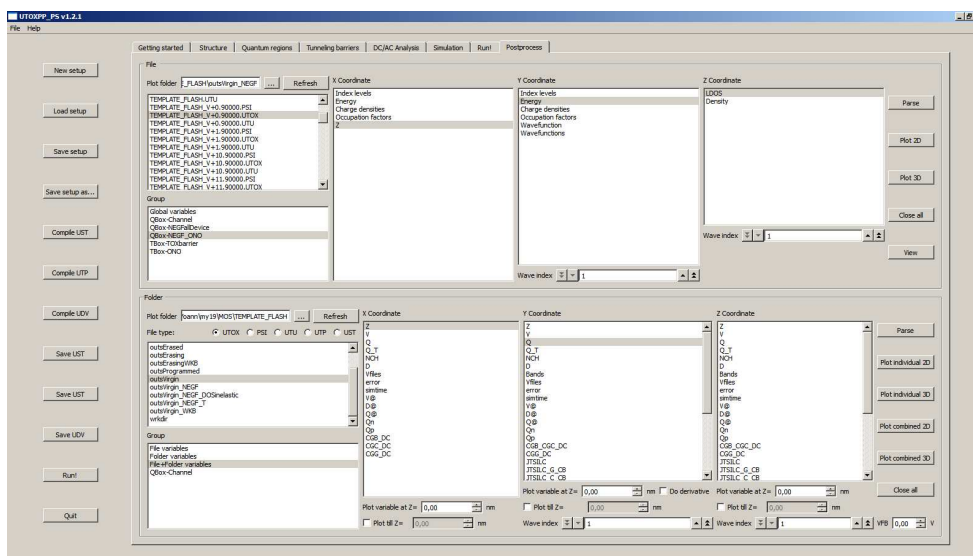 UTOXPP_PS v1.2.1
File Help
Getting started Structure Quantum regions Tunneling barriers DC/AC Analysis Simulation Run! Postprocess
New setup
Load setup
Save setup
Save setup as...
Compile UST
Compile UTP
Compile UDV
Save UST
Save UST
Save UDV
Run!
Quit
File
Plot folder :_FLASH\outsVirgin_NEGF ... Refresh
TEMPLATE_FLASH.UTU
TEMPLATE_FLASH_V+0.90000.PSI
TEMPLATE_FLASH_V+0.90000.UTOX
TEMPLATE_FLASH_V+0.90000.UTU
TEMPLATE_FLASH_V+1.90000.PSI
TEMPLATE_FLASH_V+1.90000.UTOX
TEMPLATE_FLASH_V+1.90000.UTU
TEMPLATE_FLASH_V+10.90000.PSI
TEMPLATE_FLASH_V+10.90000.UTOX
TEMPLATE_FLASH_V+10.90000.UTU
TEMPLATE_FLASH_V+11.90000.PSI
TEMPLATE_FLASH_V+11.90000.UTOX
Group
Global variables
QBox-Channel
QBox-NEGFallDevice
QBox-NEGF_ONO
TBox-TOXbarrier
TBox-ONO
X Coordinate
Index levels
Energy
Charge densities
Occupation factors
Z
Y Coordinate
Index levels
Energy
Charge densities
Occupation factors
Wavefunction
Wavefunctions
Wave index 1
Z Coordinate
LDOS
Density
Wave index 1
Parse
Plot 2D
Plot 3D
Close all
View
Folder
Plot folder oann\my19\MOS\TEMPLATE_FLASH ... Refresh
File type: UTOX PSI UTU UTP UST
outsErased
outsErasing
outsErasingWKB
outsProgrammed
outsVirgin
outsVirgin_NEGF
outsVirgin_NEGF_DOSinelastic
outsVirgin_NEGF_T
outsVirgin_WKB
wrkdir
Group
File variables
Folder variables
File+Folder variables
QBox-Channel
X Coordinate
Z
V
Q
Q_T
NCH
D
Vfiles
error
simtime
V@
D@
Q@
Qn
Qp
CGB_DC
CGC_DC
CGG_DC
Plot variable at Z= 0,00 nm
Plot till Z= 0,00 nm
Y Coordinate
Z
V
Q
Q_T
NCH
D
Bands
Vfiles
error
simtime
V@
D@
Q@
Qn
Qp
CGB_CGC_DC
CGG_DC
JTSILC
JTSILC_G_CB
JTSILC_C_CB
Plot variable at Z= 0,00 nm Do derivative
Plot till Z= 0,00 nm
Wave index 1
Z Coordinate
Z
V
Q
Q_T
NCH
D
Bands
Vfiles
error
simtime
V@
D@
Q@
Qn
Qp
CGB_CGC_DC
CGG_DC
JTSILC
JTSILC_G_CB
JTSILC_C_CB
Plot variable at Z= 0,00 nm
Plot till Z= 0,00 nm
Wave index 1
Parse
Plot individual 2D
Plot individual 3D
Plot combined 2D
Plot combined 3D
Close all
VFB 0,00 V